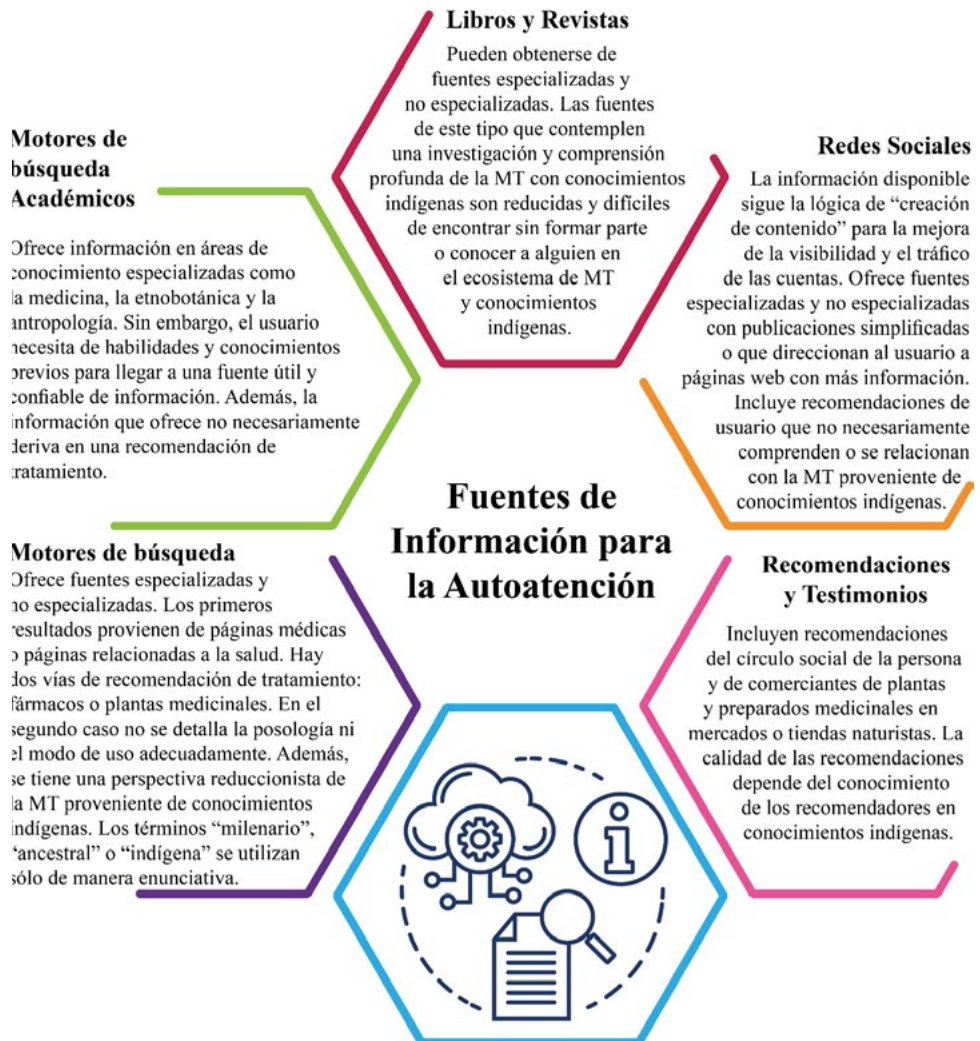 Libros y Revistas
Pueden obtenerse de
fuentes especializadas y
no especializadas. Las fuentes
de este tipo que contemplen
una investigación y comprensión
profunda de la MT con conocimientos
indígenas son reducidas y difíciles
de encontrar sin formar parte
o conocer a alguien en
el ecosistema de MT
y conocimientos
indígenas.
Motores de
búsqueda
Académicos
Ofrece información en áreas de
conocimiento especializadas como
la medicina, la etnobotánica y la
antropología. Sin embargo, el usuario
necesita de habilidades y conocimientos
previos para llegar a una fuente útil y
confiable de información. Además, la
información que ofrece no necesariamente
deriva en una recomendación de
tratamiento.
Redes Sociales
La información disponible
sigue la lógica de “creación
de contenido” para la mejora
de la visibilidad y el tráfico
de las cuentas. Ofrece fuentes
especializadas y no especializadas
con publicaciones simplificadas
o que direccionan al usuario a
páginas web con más información.
Incluye recomendaciones de
usuario que no necesariamente
comprenden o se relacionan
con la MT proveniente de
conocimientos indígenas.
Fuentes de
Información para
la Autoatención
Motores de búsqueda
Ofrece fuentes especializadas y
no especializadas. Los primeros
resultados provienen de páginas médicas
o páginas relacionadas a la salud. Hay
dos vías de recomendación de tratamiento:
fármacos o plantas medicinales. En el
segundo caso no se detalla la posología ni
el modo de uso adecuadamente. Además,
se tiene una perspectiva reduccionista de
la MT proveniente de conocimientos
indígenas. Los términos “milenario”,
“ancestral” o “indígena” se utilizan
sólo de manera enunciativa.
Recomendaciones
y Testimonios
Incluyen recomendaciones
del círculo social de la persona
y de comerciantes de plantas
y preparados medicinales en
mercados o tiendas naturistas. La
calidad de las recomendaciones
depende del conocimiento
de los recomendadores en
conocimientos indígenas.